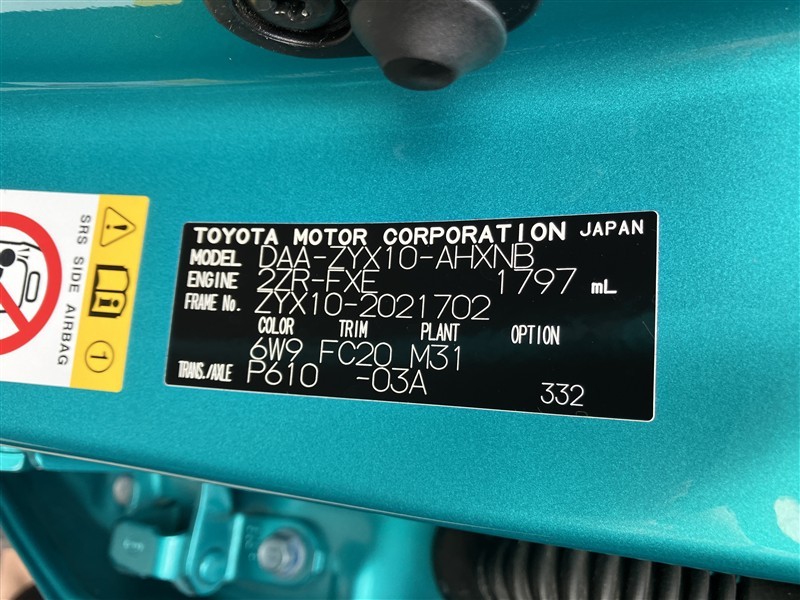 TOYOTA MOTOR CORPORATION JAPAN
MODEL DAA-ZYX10-AHXNB
ENGINE 2ZR-FXE 1797 mL
FRAME No. ZYX10-2021702
COLOR TRIM PLANT OPTION
6W9 FC20 M31
TRANS./AXLE P610 -03A 332
SRS SIDE AIRBAG
1